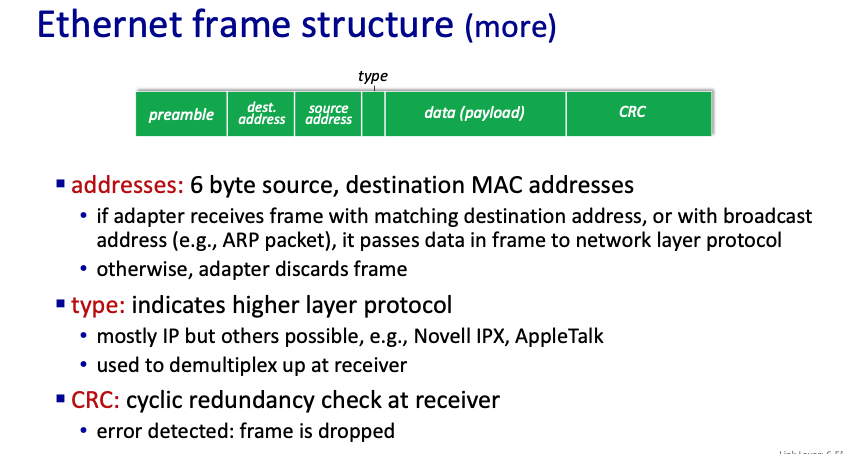 Ethernet frame structure (more)
type
preamble
dest.
address
source
address
data (payload)
CRC
▪ addresses: 6 byte source, destination MAC addresses
• if adapter receives frame with matching destination address, or with broadcast
address (e.g., ARP packet), it passes data in frame to network layer protocol
• otherwise, adapter discards frame
▪ type: indicates higher layer protocol
• mostly IP but others possible, e.g., Novell IPX, AppleTalk
• used to demultiplex up at receiver
▪ CRC: cyclic redundancy check at receiver
• error detected: frame is dropped